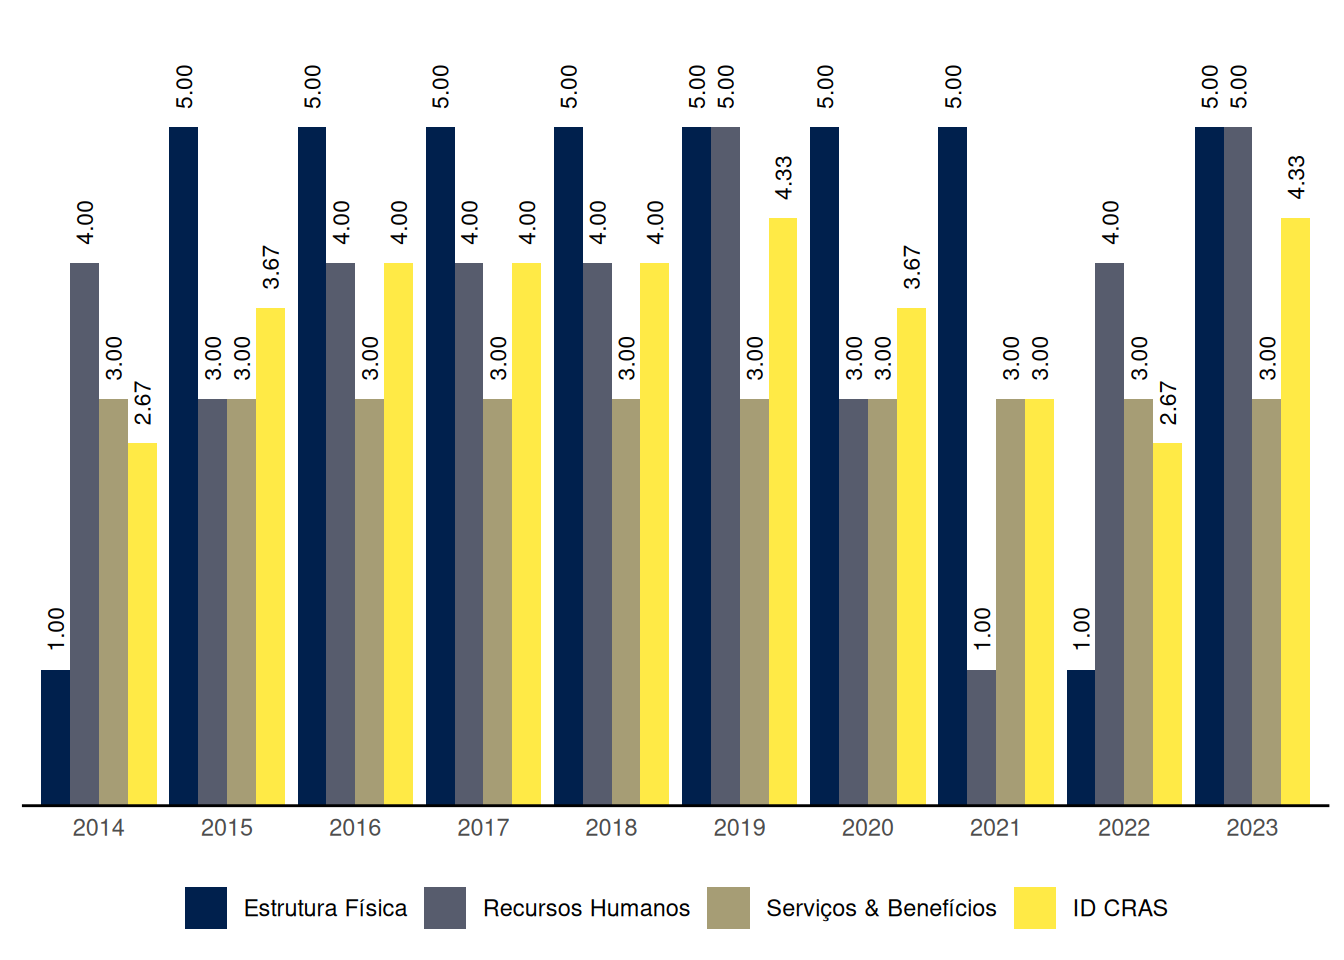 5.00 5.00 5.00 5.00 5.00 5.00 5.00 5.00 5.00 5.00
4.33 4.33
4.00 4.00 4.00 4.00 4.00 4.00 4.00 4.00
3.67 3.67
3.00 3.00 3.00 3.00 3.00 3.00 3.00 3.00 3.00 3.00 3.00 3.00 3.00
2.67 2.67
1.00 1.00 1.00
2014 2015 2016 2017 2018 2019 2020 2021 2022 2023
Estrutura Física Recursos Humanos Serviços & Benefícios ID CRAS